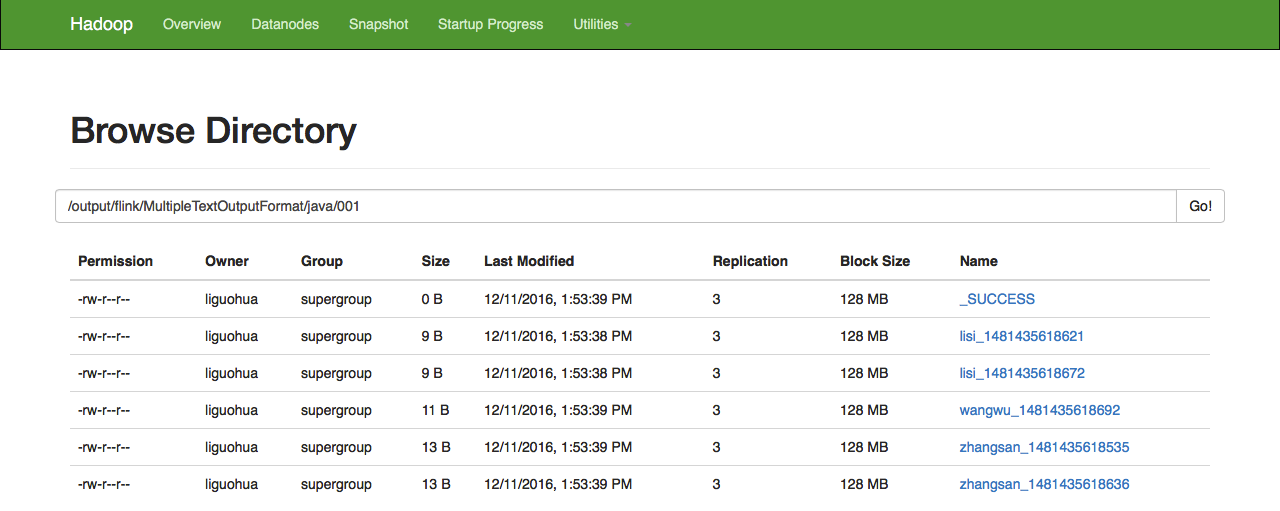 Hadoop Overview Datanodes Snapshot Startup Progress Utilities
Browse Directory
/output/flink/MultipleTextOutputFormat/java/001 Go!
Permission Owner Group Size Last Modified Replication Block Size Name
-rw-r--r-- liguohua supergroup 0 B 12/11/2016, 1:53:39 PM 3 128 MB _SUCCESS
-rw-r--r-- liguohua supergroup 9 B 12/11/2016, 1:53:38 PM 3 128 MB lisi_1481435618621
-rw-r--r-- liguohua supergroup 9 B 12/11/2016, 1:53:38 PM 3 128 MB lisi_1481435618672
-rw-r--r-- liguohua supergroup 11 B 12/11/2016, 1:53:39 PM 3 128 MB wangwu_1481435618692
-rw-r--r-- liguohua supergroup 13 B 12/11/2016, 1:53:39 PM 3 128 MB zhangsan_1481435618535
-rw-r--r-- liguohua supergroup 13 B 12/11/2016, 1:53:39 PM 3 128 MB zhangsan_1481435618636